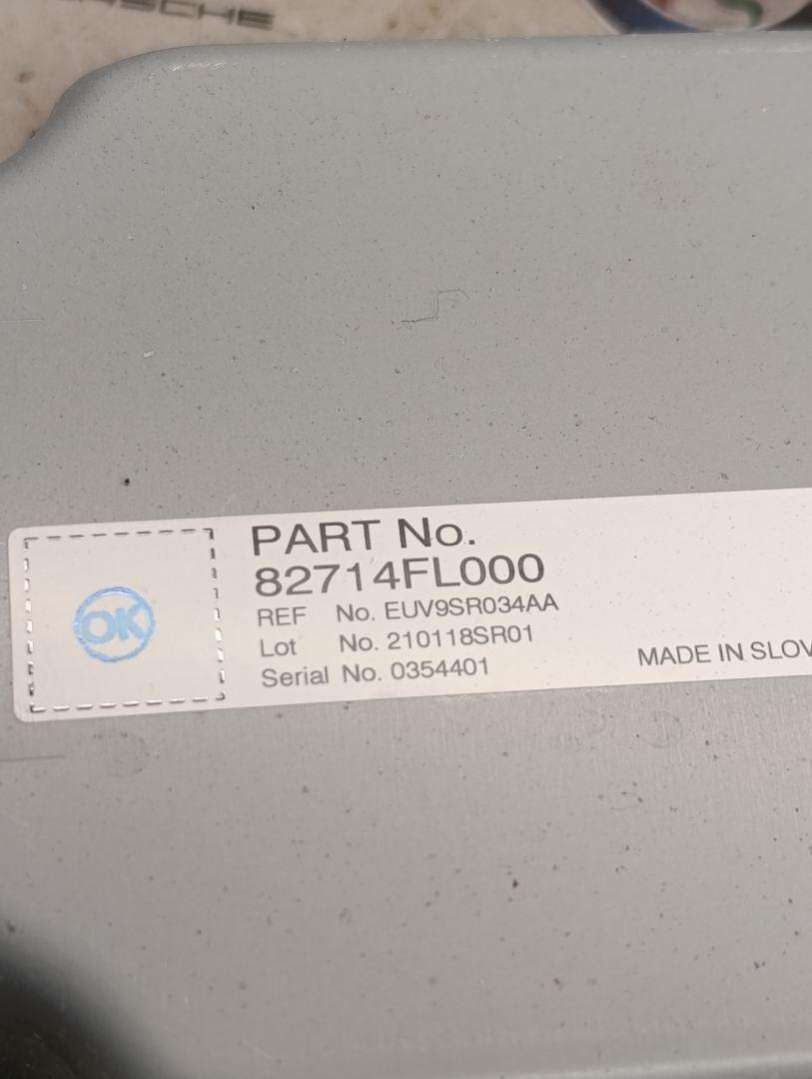 OK
PART No.
82714FL000
REF No. EUV9SR034AA
Lot No. 210118SR01
Serial No. 0354401
MADE IN SLOV